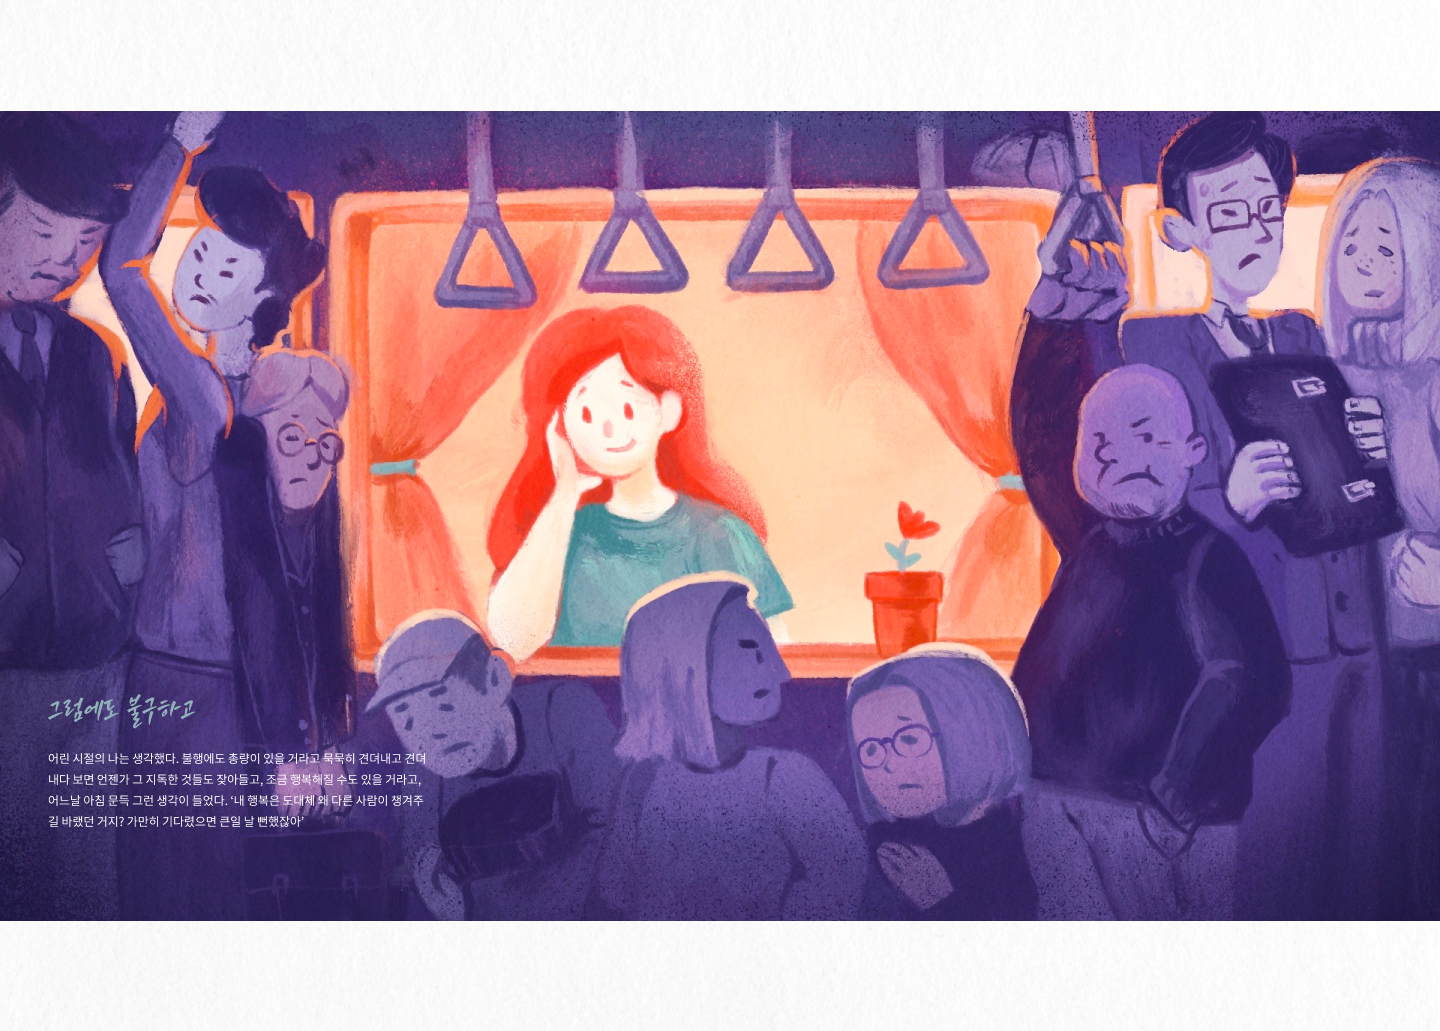 그럼에도 불구하고
어린 시절의 나는 생각했다. 불행에도 총량이 있을 거라고 묵묵히 견뎌내고 견뎌
내다 보면 언젠가 그 지독한 것들도 잦아들고, 조금 행복해질 수도 있을 거라고,
어느날 아침 문득 그런 생각이 들었다. ‘내 행복은 도대체 왜 다른 사람이 챙겨주
길 바랬던 거지? 가만히 기다렸으면 큰일 날 뻔했잖아’